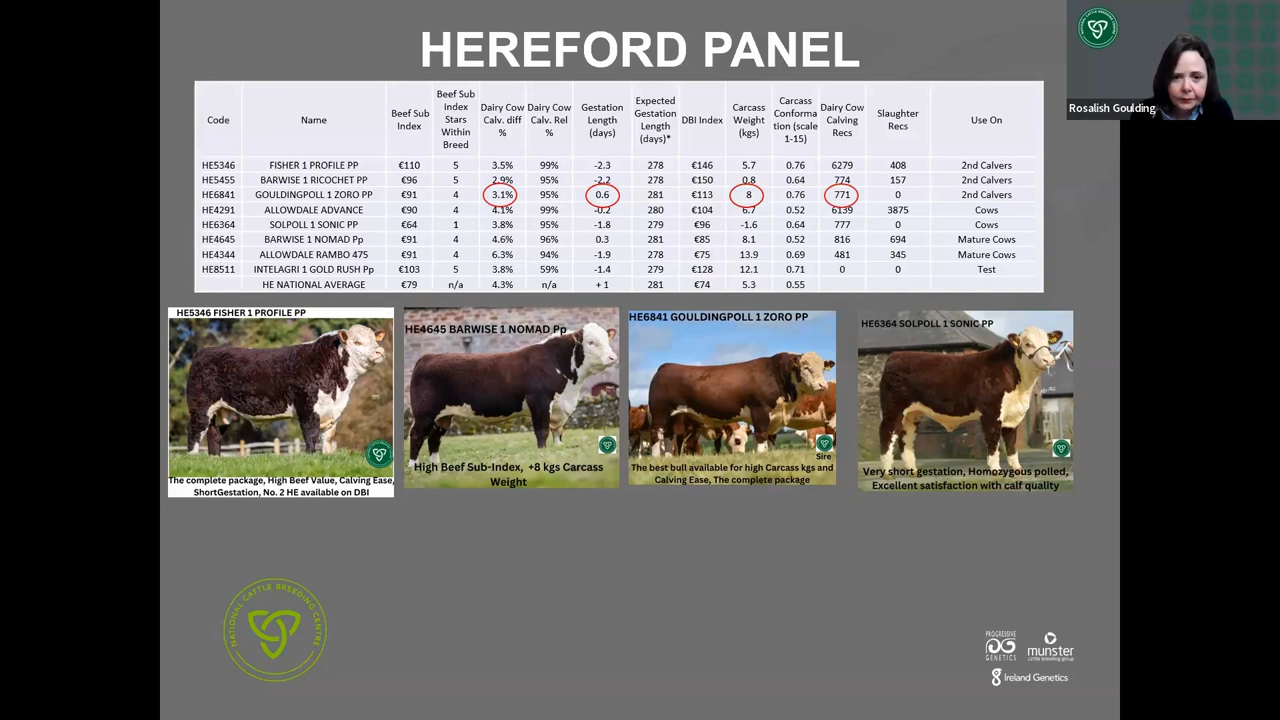 HEREFORD PANEL
Rosalish Goulding
Code Name Beef Sub Index Beef Sub Index Stars Within Breed Dairy Cow Calv. diff % Dairy Cow Calv. Rel % Gestation Length (days) Expected Gestation Length (days)* DBI Index Carcass Weight (kgs) Carcass Conforma tion (scale 1-15) Dairy Cow Calving Recs Slaughter Recs Use On
HE5346 FISHER 1 PROFILE PP €110 5 3.5% 99% -2.3 278 €146 5.7 0.76 6279 408 2nd Calvers
HE5455 BARWISE 1 RICOCHET PP €96 5 2.9% 95% -2.2 278 €150 0.8 0.64 774 157 2nd Calvers
HE6841 GOULDINGPOLL 1 ZORO PP €91 4 3.1% 95% 0.6 281 €113 8 0.76 771 0 2nd Calvers
HE4291 ALLOWDALE ADVANCE €90 4 4.1% 99% -0.2 280 €104 6.7 0.52 6139 3875 Cows
HE6364 SOLPOLL 1 SONIC PP €64 1 3.8% 95% -1.8 279 €96 -1.6 0.64 777 0 Cows
HE4645 BARWISE 1 NOMAD Pp €91 4 4.6% 96% 0.3 281 €85 8.1 0.52 816 694 Mature Cows
HE4344 ALLOWDALE RAMBO 475 €91 4 6.3% 94% -1.9 279 €75 13.9 0.69 481 345 Mature Cows
HE8511 INTELAGRI 1 GOLD RUSH Pp €103 5 3.8% 59% -1.4 279 €128 12.1 0.71 0 0 Test
HE NATIONAL AVERAGE €79 n/a 4.3% n/a + 1 281 €74 5.3 0.55
HE5346 FISHER 1 PROFILE PP
The complete package, High Beef Value, Calving Ease,
ShortGestation, No. 2 HE available on DBI
HE4645 BARWISE 1 NOMAD Pp
High Beef Sub-Index, +8 kgs Carcass
Weight
HE6841 GOULDINGPOLL 1 ZORO PP
Sire
The best bull available for high Carcass kgs and
Calving Ease, The complete package
HE6364 SOLPOLL 1 SONIC PP
Very short gestation, Homozygous polled,
Excellent satisfaction with calf quality
NATIONAL CATTLE BREEDING CENTRE
PROGRESSIVE
GENETICS
munster
cattle breeding group
Ireland Genetics